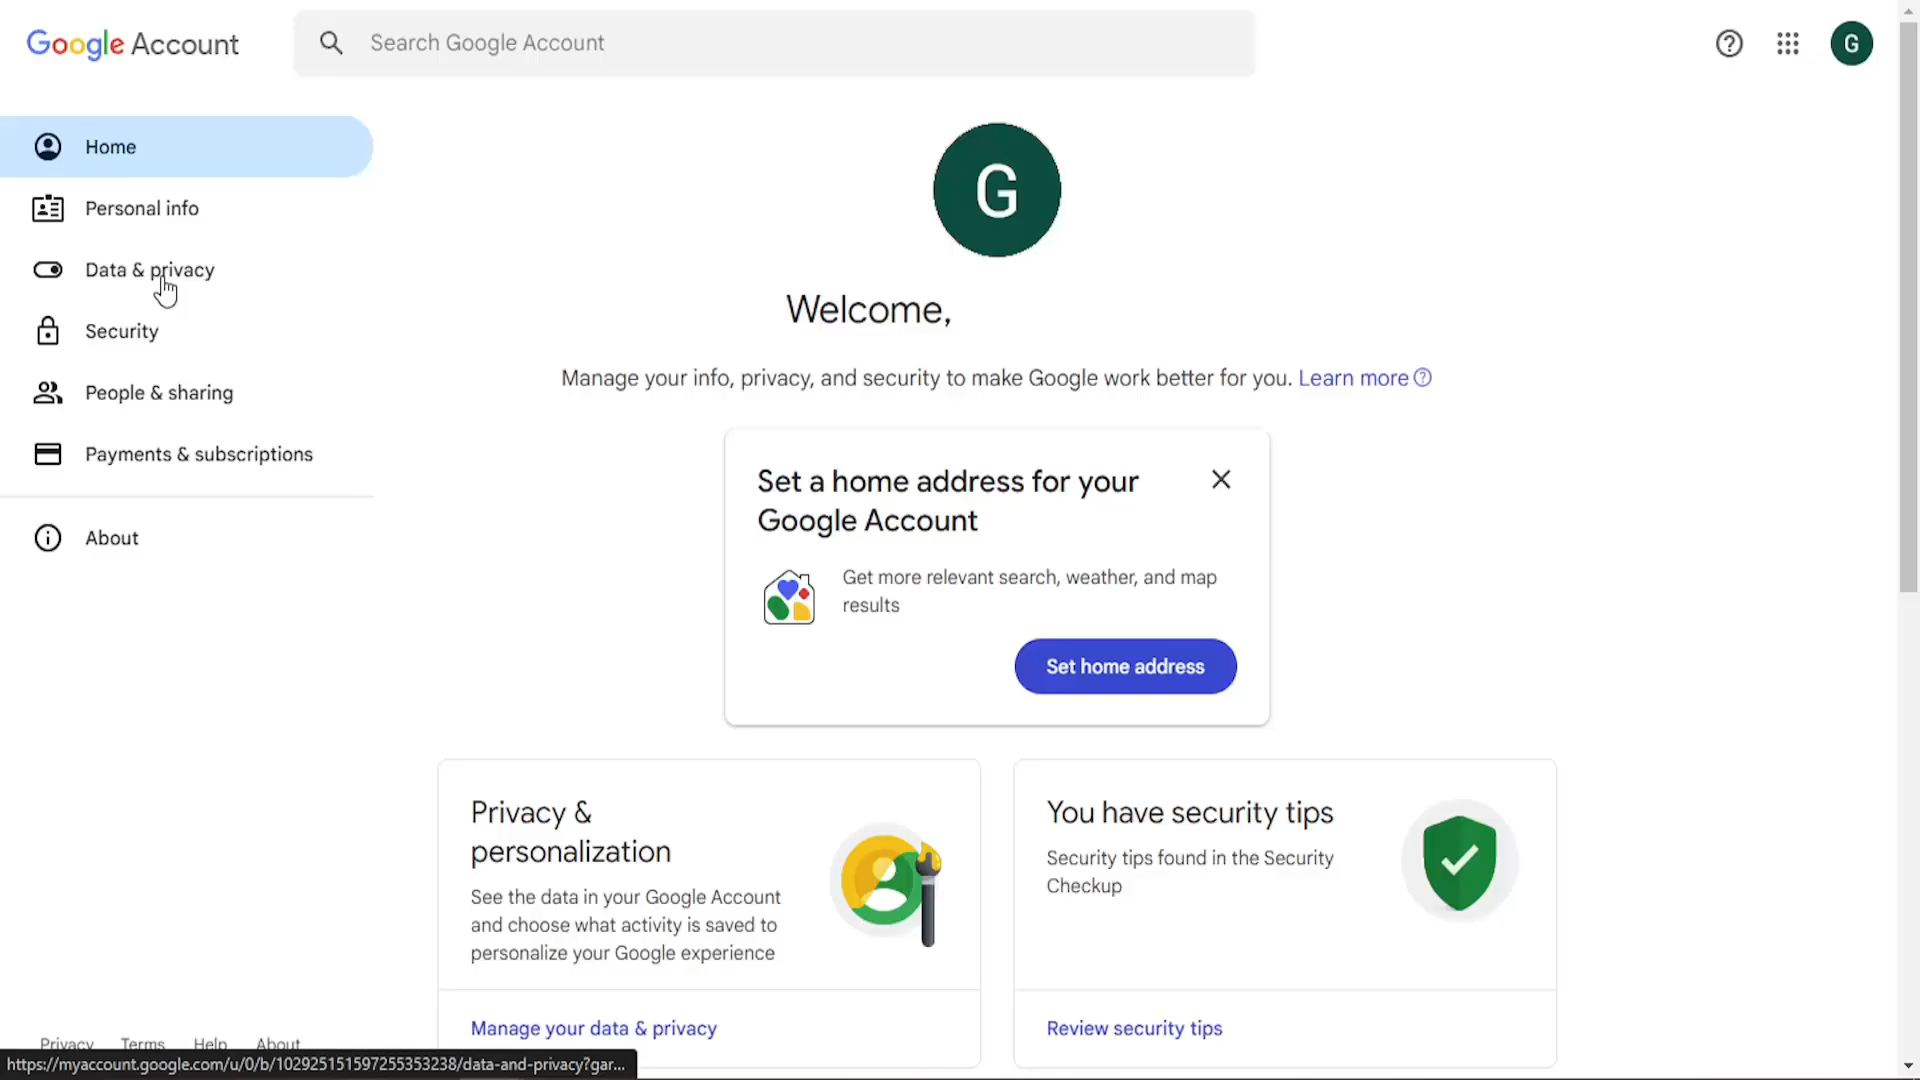 Google Account
Search Google Account
G
Home
Personal info
Data & privacy
Security
People & sharing
Payments & subscriptions
About
G
Welcome,
Manage your info, privacy, and security to make Google work better for you. Learn more
Set a home address for your
Google Account
Get more relevant search, weather, and map
results
Set home address
Privacy &
personalization
See the data in your Google Account
and choose what activity is saved to
personalize your Google experience
Manage your data & privacy
You have security tips
Security tips found in the Security
Checkup
Review security tips
Privacy Terms Help About
https://myaccount.google.com/u/0/b/102925151597255353238/data-and-privacy?gar...